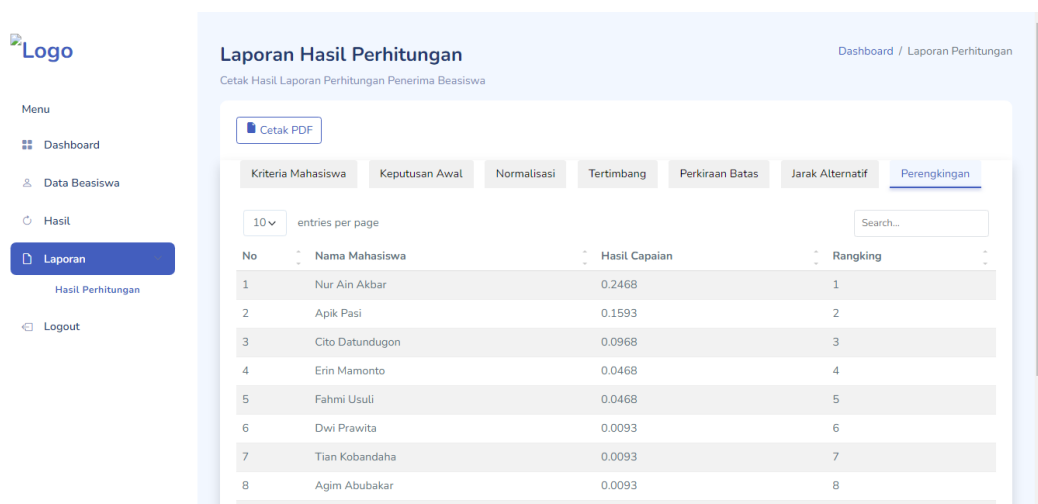 Logo
Menu
Dashboard
Data Beasiswa
Hasil
Laporan
Hasil Perhitungan
Logout
Laporan Hasil Perhitungan
Dashboard / Laporan Perhitungan
Cetak Hasil Laporan Perhitungan Penerima Beasiswa
Cetak PDF
Kriteria Mahasiswa Keputusan Awal Normalisasi Tertimbang Perkiraan Batas Jarak Alternatif Perengkingan
10 entries per page Search...
No Nama Mahasiswa Hasil Capaian Rangking
1 Nur Ain Akbar 0.2468 1
2 Apik Pasi 0.1593 2
3 Cito Datundugon 0.0968 3
4 Erin Mamonto 0.0468 4
5 Fahmi Usuli 0.0468 5
6 Dwi Prawita 0.0093 6
7 Tian Kobandaha 0.0093 7
8 Agim Abubakar 0.0093 8